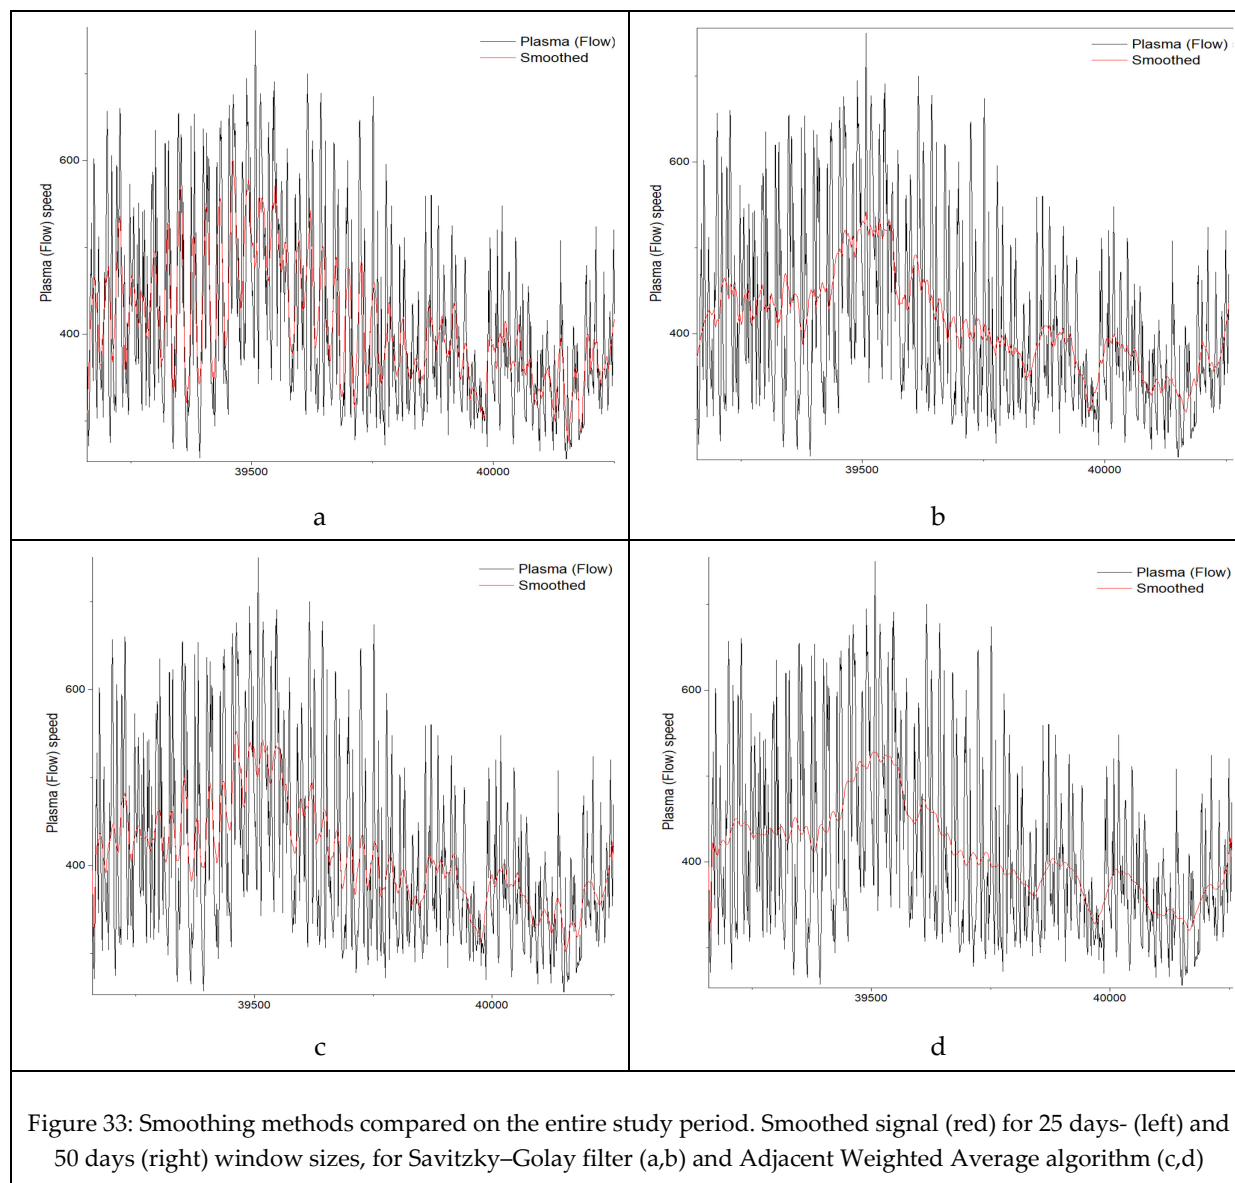 Plasma (Flow)
Smoothed
600
400
Plasma (Flow) speed
39500
40000
a
Plasma (Flow) s
Smoothed
600
400
Plasma (Flow) speed
39500
40000
b
Plasma (Flow)
Smoothed
600
400
Plasma (Flow) speed
39500
40000
c
Plasma (Flow)
Smoothed
600
400
Plasma (Flow) speed
39500
40000
d
Figure 33: Smoothing methods compared on the entire study period. Smoothed signal (red) for 25 days- (left) and
50 days (right) window sizes, for Savitzky–Golay filter (a,b) and Adjacent Weighted Average algorithm (c,d)